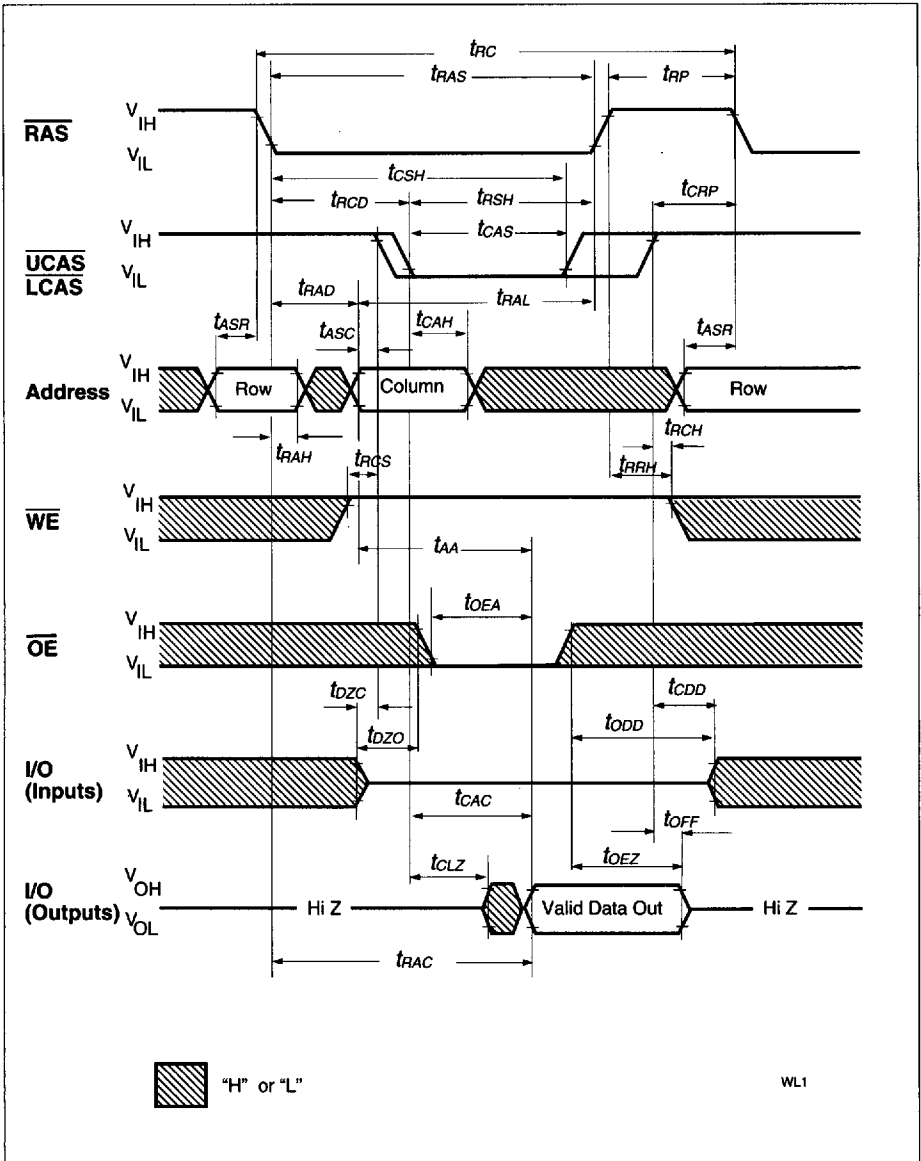 tRC
tRAS tRP
RAS VIH
VIL
tCSH
tRCD tRSH tCRP
tCAS
UCAS VIH
LCAS VIL
tRAD tRAL
tASR tASC tCAH tASR
Address VIH
VIL
Row Column Row
tRAH tRCS tRCH
tRRH
WE VIH
VIL
tAA
tOEA
OE VIH
VIL
tDZC tCDD
tDZO tODD
I/O VIH
(Inputs) VIL
tCAC
tOFF
tCLZ tOEZ
I/O VOH
(Outputs) VOL
Hi Z Valid Data Out Hi Z
tRAC
"H" or "L"
WL1